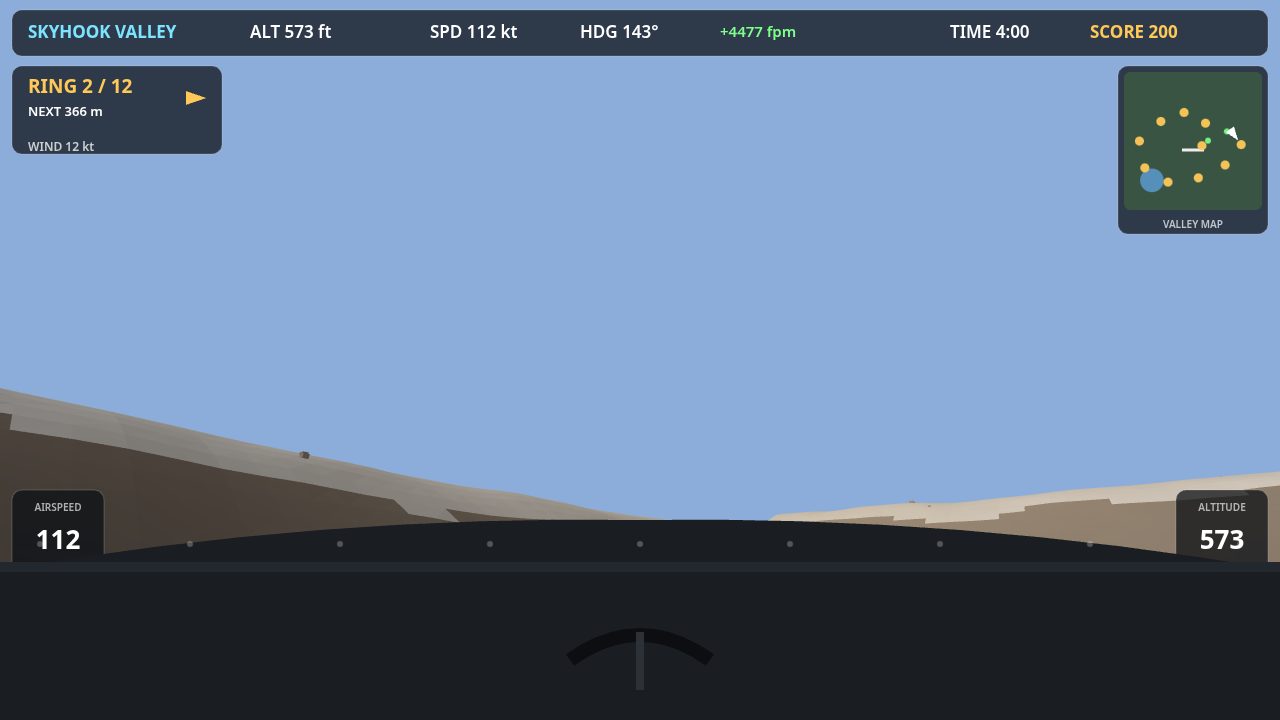 SKYHOOK VALLEY
ALT 573 ft
SPD 112 kt
HDG 143°
+4477 fpm
TIME 4:00
SCORE 200
RING 2 / 12
NEXT 366 m
WIND 12 kt
VALLEY MAP
AIRSPEED
112
ALTITUDE
573